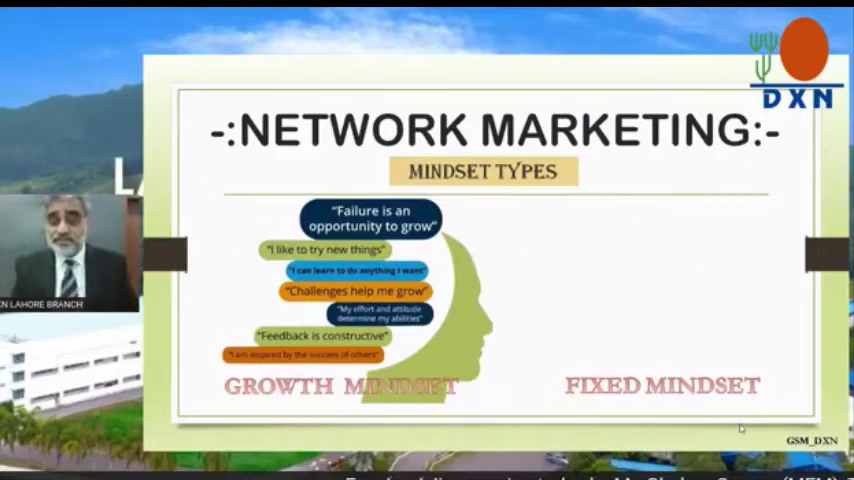 DXN
-:NETWORK MARKETING:-
MINDSET TYPES
L
"Failure is an
opportunity to grow"
"I like to try new things"
"I can learn to do anything I want"
"Challenges help me grow"
"My effort and attitude
determine my abilities"
"Feedback is constructive"
"I am inspired by the success of others"
N LAHORE BRANCH
GROWTH MINDSET
FIXED MINDSET
GSM_DXN